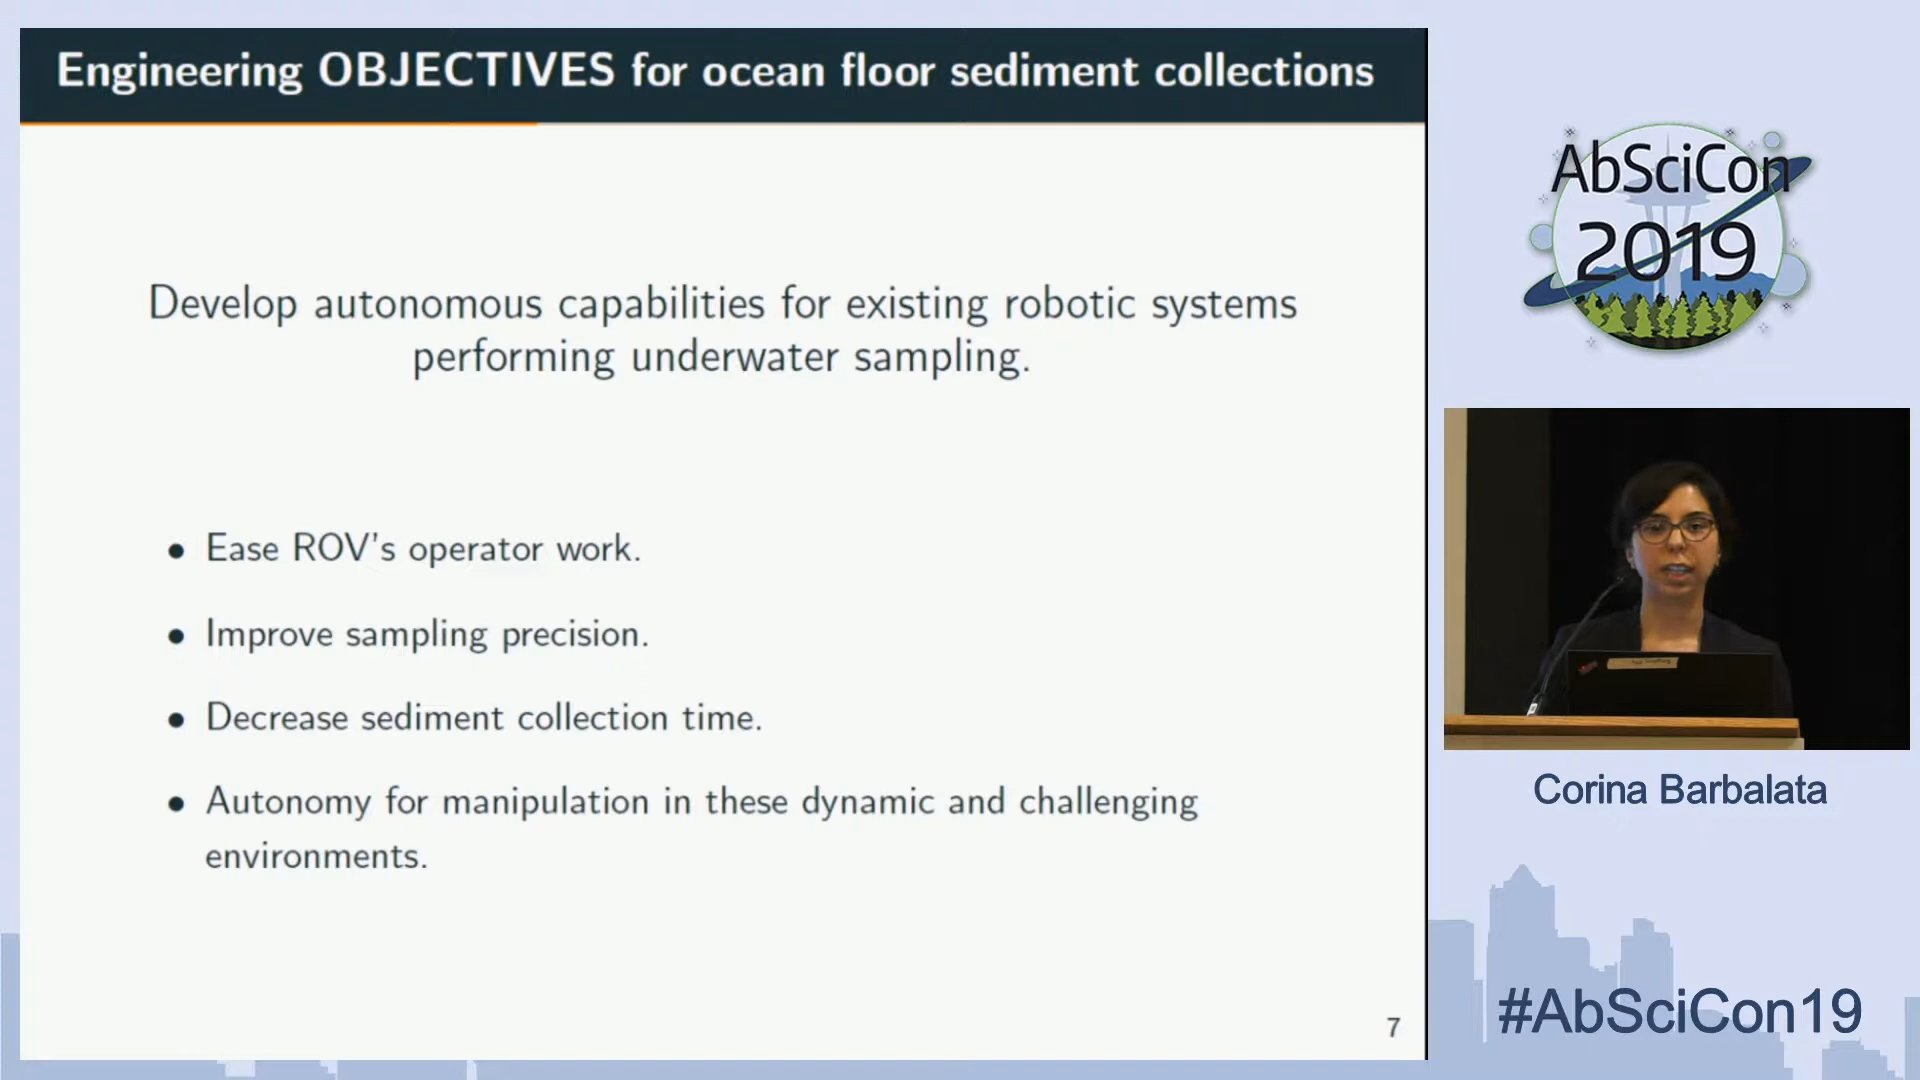 Engineering OBJECTIVES for ocean floor sediment collections
Develop autonomous capabilities for existing robotic systems
performing underwater sampling.
• Ease ROV's operator work.
• Improve sampling precision.
• Decrease sediment collection time.
• Autonomy for manipulation in these dynamic and challenging
environments.
7
AbSciCon
2019
Corina Barbalata
#AbSciCon19